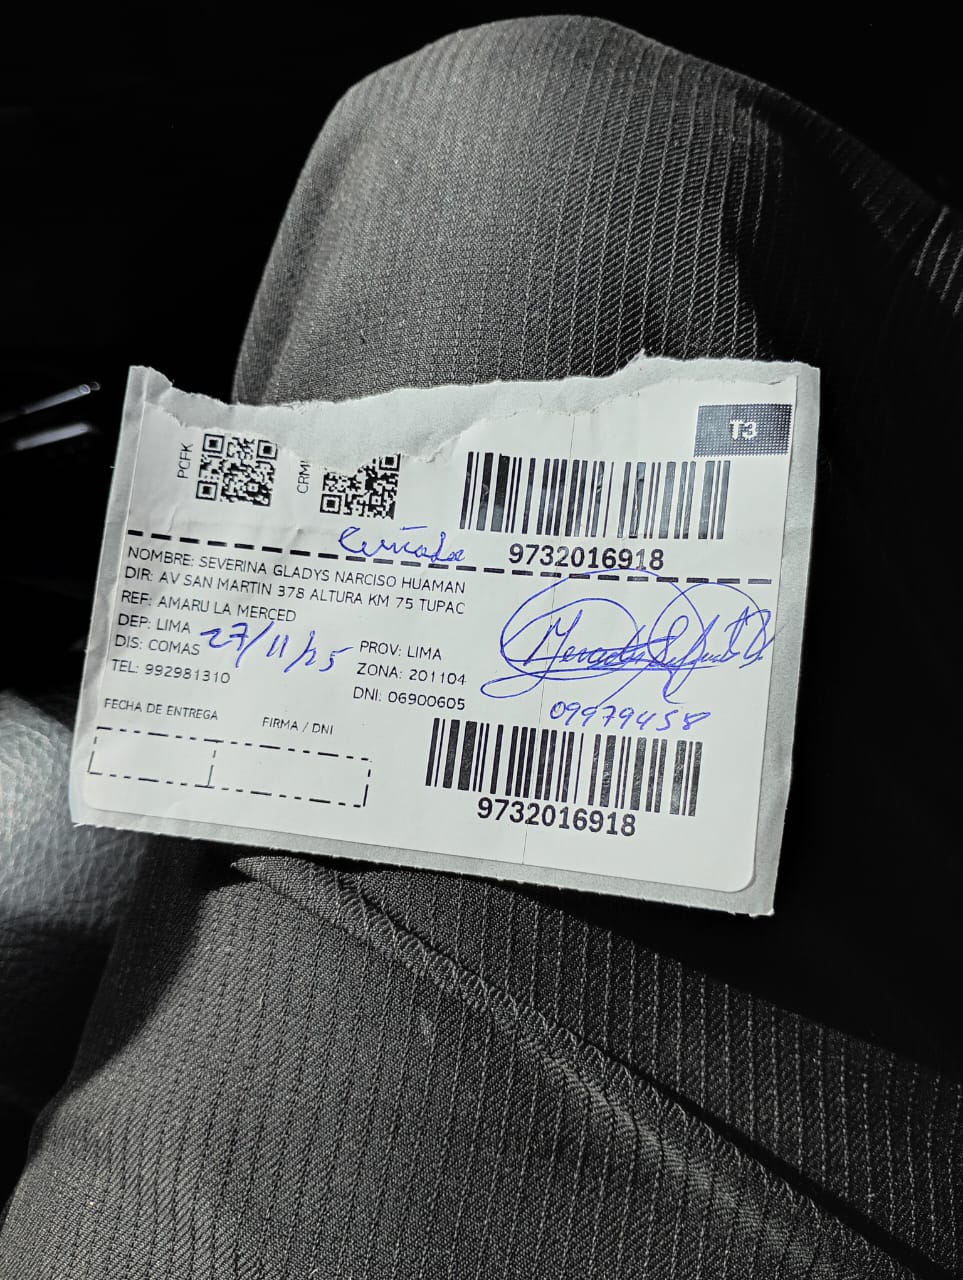 T3
PCFK
CRM
9732016918
Cuñada
NOMBRE: SEVERINA GLADYS NARCISO HUAMAN
DIR: AV SAN MARTIN 378 ALTURA KM 75 TUPAC
REF: AMARU LA MERCED
DEP: LIMA
PROV: LIMA
27/11/25
DIS: COMAS
ZONA: 201104
TEL: 992981310
DNI: 06900605
09979458
FECHA DE ENTREGA
FIRMA / DNI
9732016918